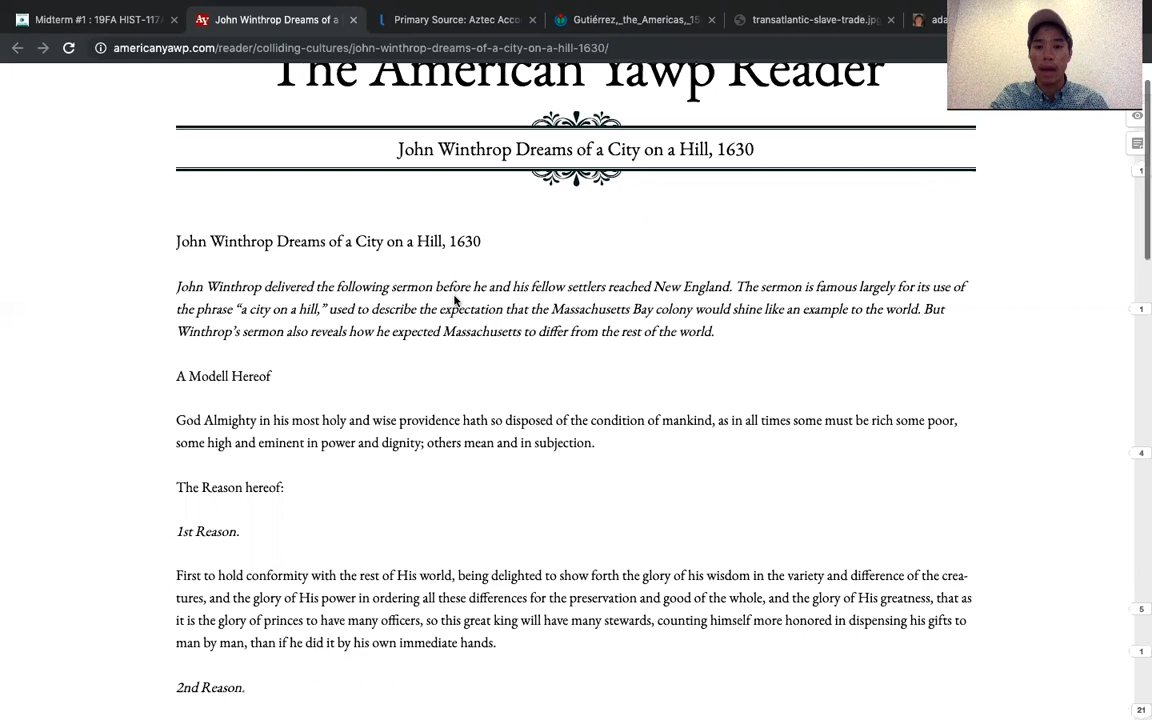 Midterm #1 : 19FA HIST-117
John Winthrop Dreams of a
Primary Source: Aztec Acco
Gutiérrez,_the_Americas,_15
transatlantic-slave-trade.jp
ada
americanyawp.com/reader/colliding-cultures/john-winthrop-dreams-of-a-city-on-a-hill-1630/
The American Yawp Reader
John Winthrop Dreams of a City on a Hill, 1630
John Winthrop Dreams of a City on a Hill, 1630
John Winthrop delivered the following sermon before he and his fellow settlers reached New England. The sermon is famous largely for its use of
the phrase “a city on a hill,” used to describe the expectation that the Massachusetts Bay colony would shine like an example to the world. But
Winthrop’s sermon also reveals how he expected Massachusetts to differ from the rest of the world.
A Modell Hereof
God Almighty in his most holy and wise providence hath so disposed of the condition of mankind, as in all times some must be rich some poor,
some high and eminent in power and dignity; others mean and in subjection.
The Reason hereof:
1st Reason.
First to hold conformity with the rest of His world, being delighted to show forth the glory of his wisdom in the variety and difference of the crea-
tures, and the glory of His power in ordering all these differences for the preservation and good of the whole, and the glory of His greatness, that as
it is the glory of princes to have many officers, so this great king will have many stewards, counting himself more honored in dispensing his gifts to
man by man, than if he did it by his own immediate hands.
2nd Reason.
1
1
4
5
1
21